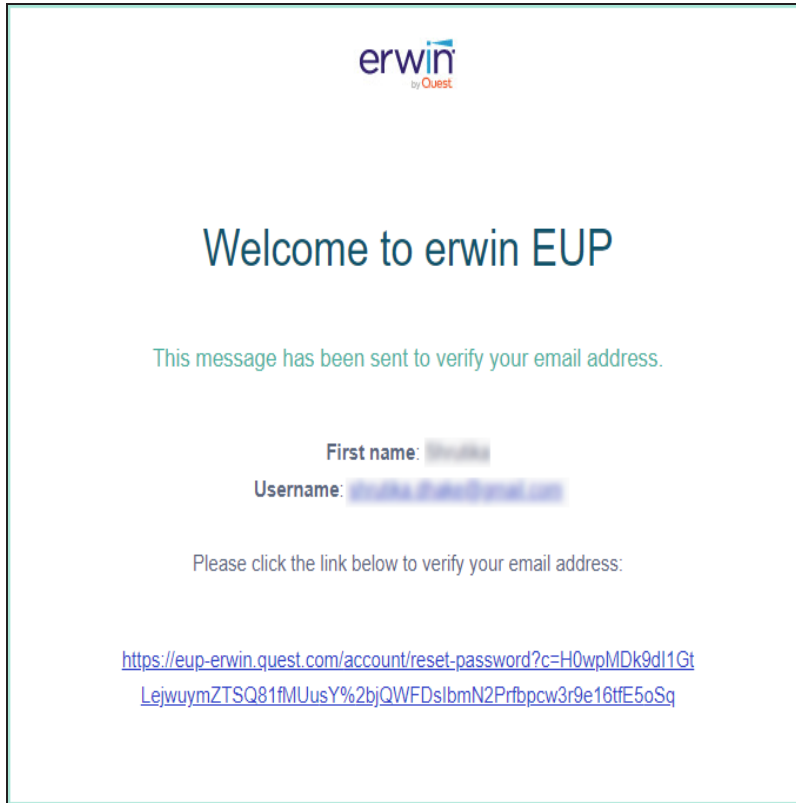 erwin
by Quest
Welcome to erwin EUP
This message has been sent to verify your email address.
First name:
Username:
Please click the link below to verify your email address:
https://eup-erwin.quest.com/account/reset-password?c=H0wpMDk9dI1Gt
LejwuymZTSQ81fMUusY%2bjQWFDsIbmN2Prfbpcw3r9e16tfE5oSq